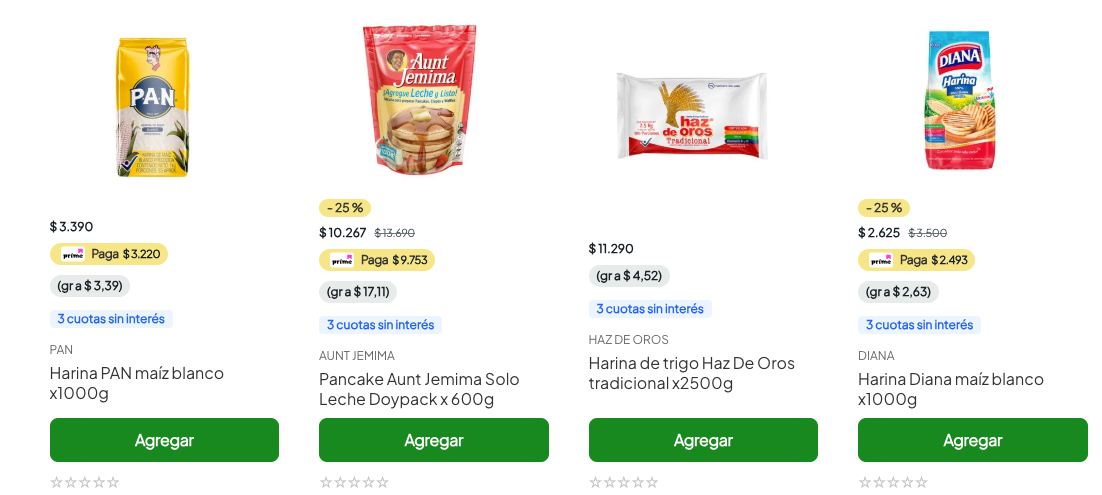 PAN
$ 3.390
prime Paga $ 3.220
(gr a $ 3,39)
3 cuotas sin interés
PAN
Harina PAN maíz blanco
x1000g
Agregar
Aunt
Jemima
¡Agregue Leche y Listo!
- 25 %
$ 10.267 $ 13.690
prime Paga $ 9.753
(gr a $ 17,11)
3 cuotas sin interés
AUNT JEMIMA
Pancake Aunt Jemima Solo
Leche Doypack x 600g
Agregar
haz
de oros
Tradicional
$ 11.290
(gr a $ 4,52)
3 cuotas sin interés
HAZ DE OROS
Harina de trigo Haz De Oros
tradicional x2500g
Agregar
DIANA
Harina
- 25 %
$ 2.625 $ 3.500
prime Paga $ 2.493
(gr a $ 2,63)
3 cuotas sin interés
DIANA
Harina Diana maíz blanco
x1000g
Agregar